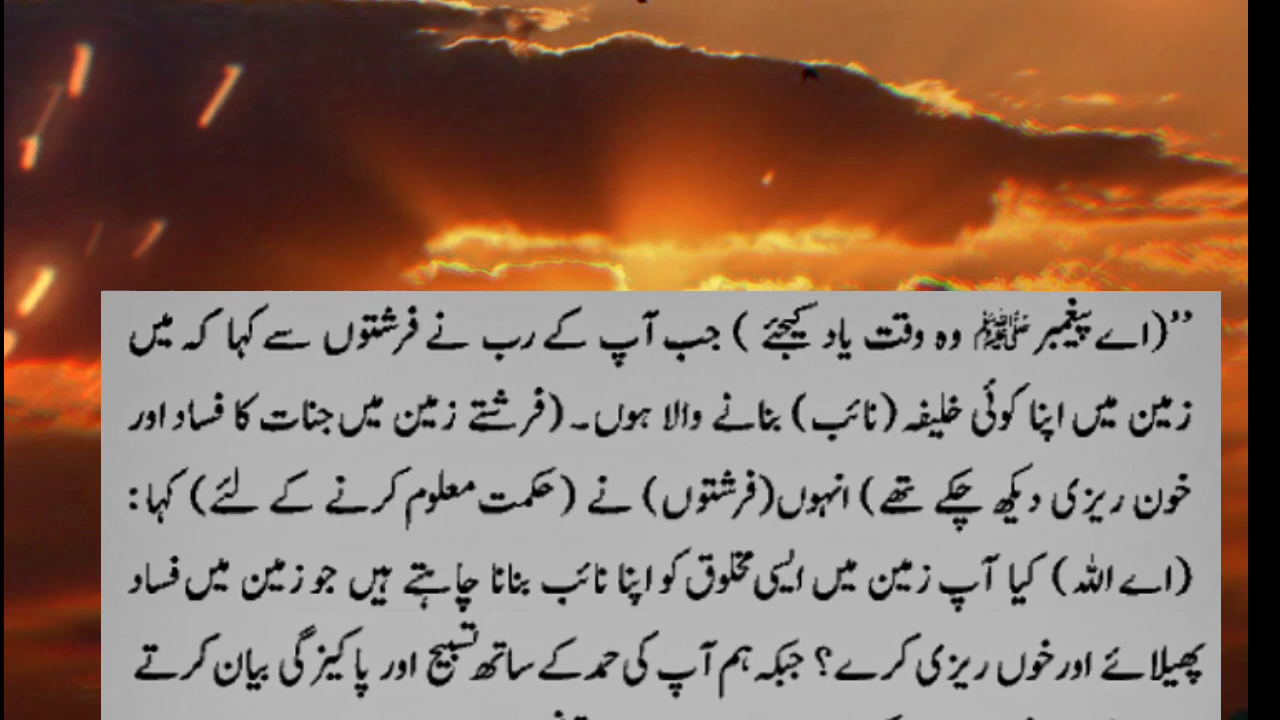 ’’(اے پیغمبر ﷺ وہ وقت یاد کیجئے ) جب آپ کے رب نے فرشتوں سے کہا کہ میں
زمین میں اپنا کوئی خلیفہ (نائب) بنانے والا ہوں۔ (فرشتے زمین میں جنات کا فساد اور
خون ریزی دیکھ چکے تھے) انہوں (فرشتوں) نے (حکمت معلوم کرنے کے لئے) کہا :
(اے اللہ) کیا آپ زمین میں ایسی مخلوق کو اپنا نائب بنانا چاہتے ہیں جو زمین میں فساد
پھیلائے اور خوں ریزی کرے؟ جبکہ ہم آپ کی حمد کے ساتھ تسبیح اور پاکیزگی بیان کرتے